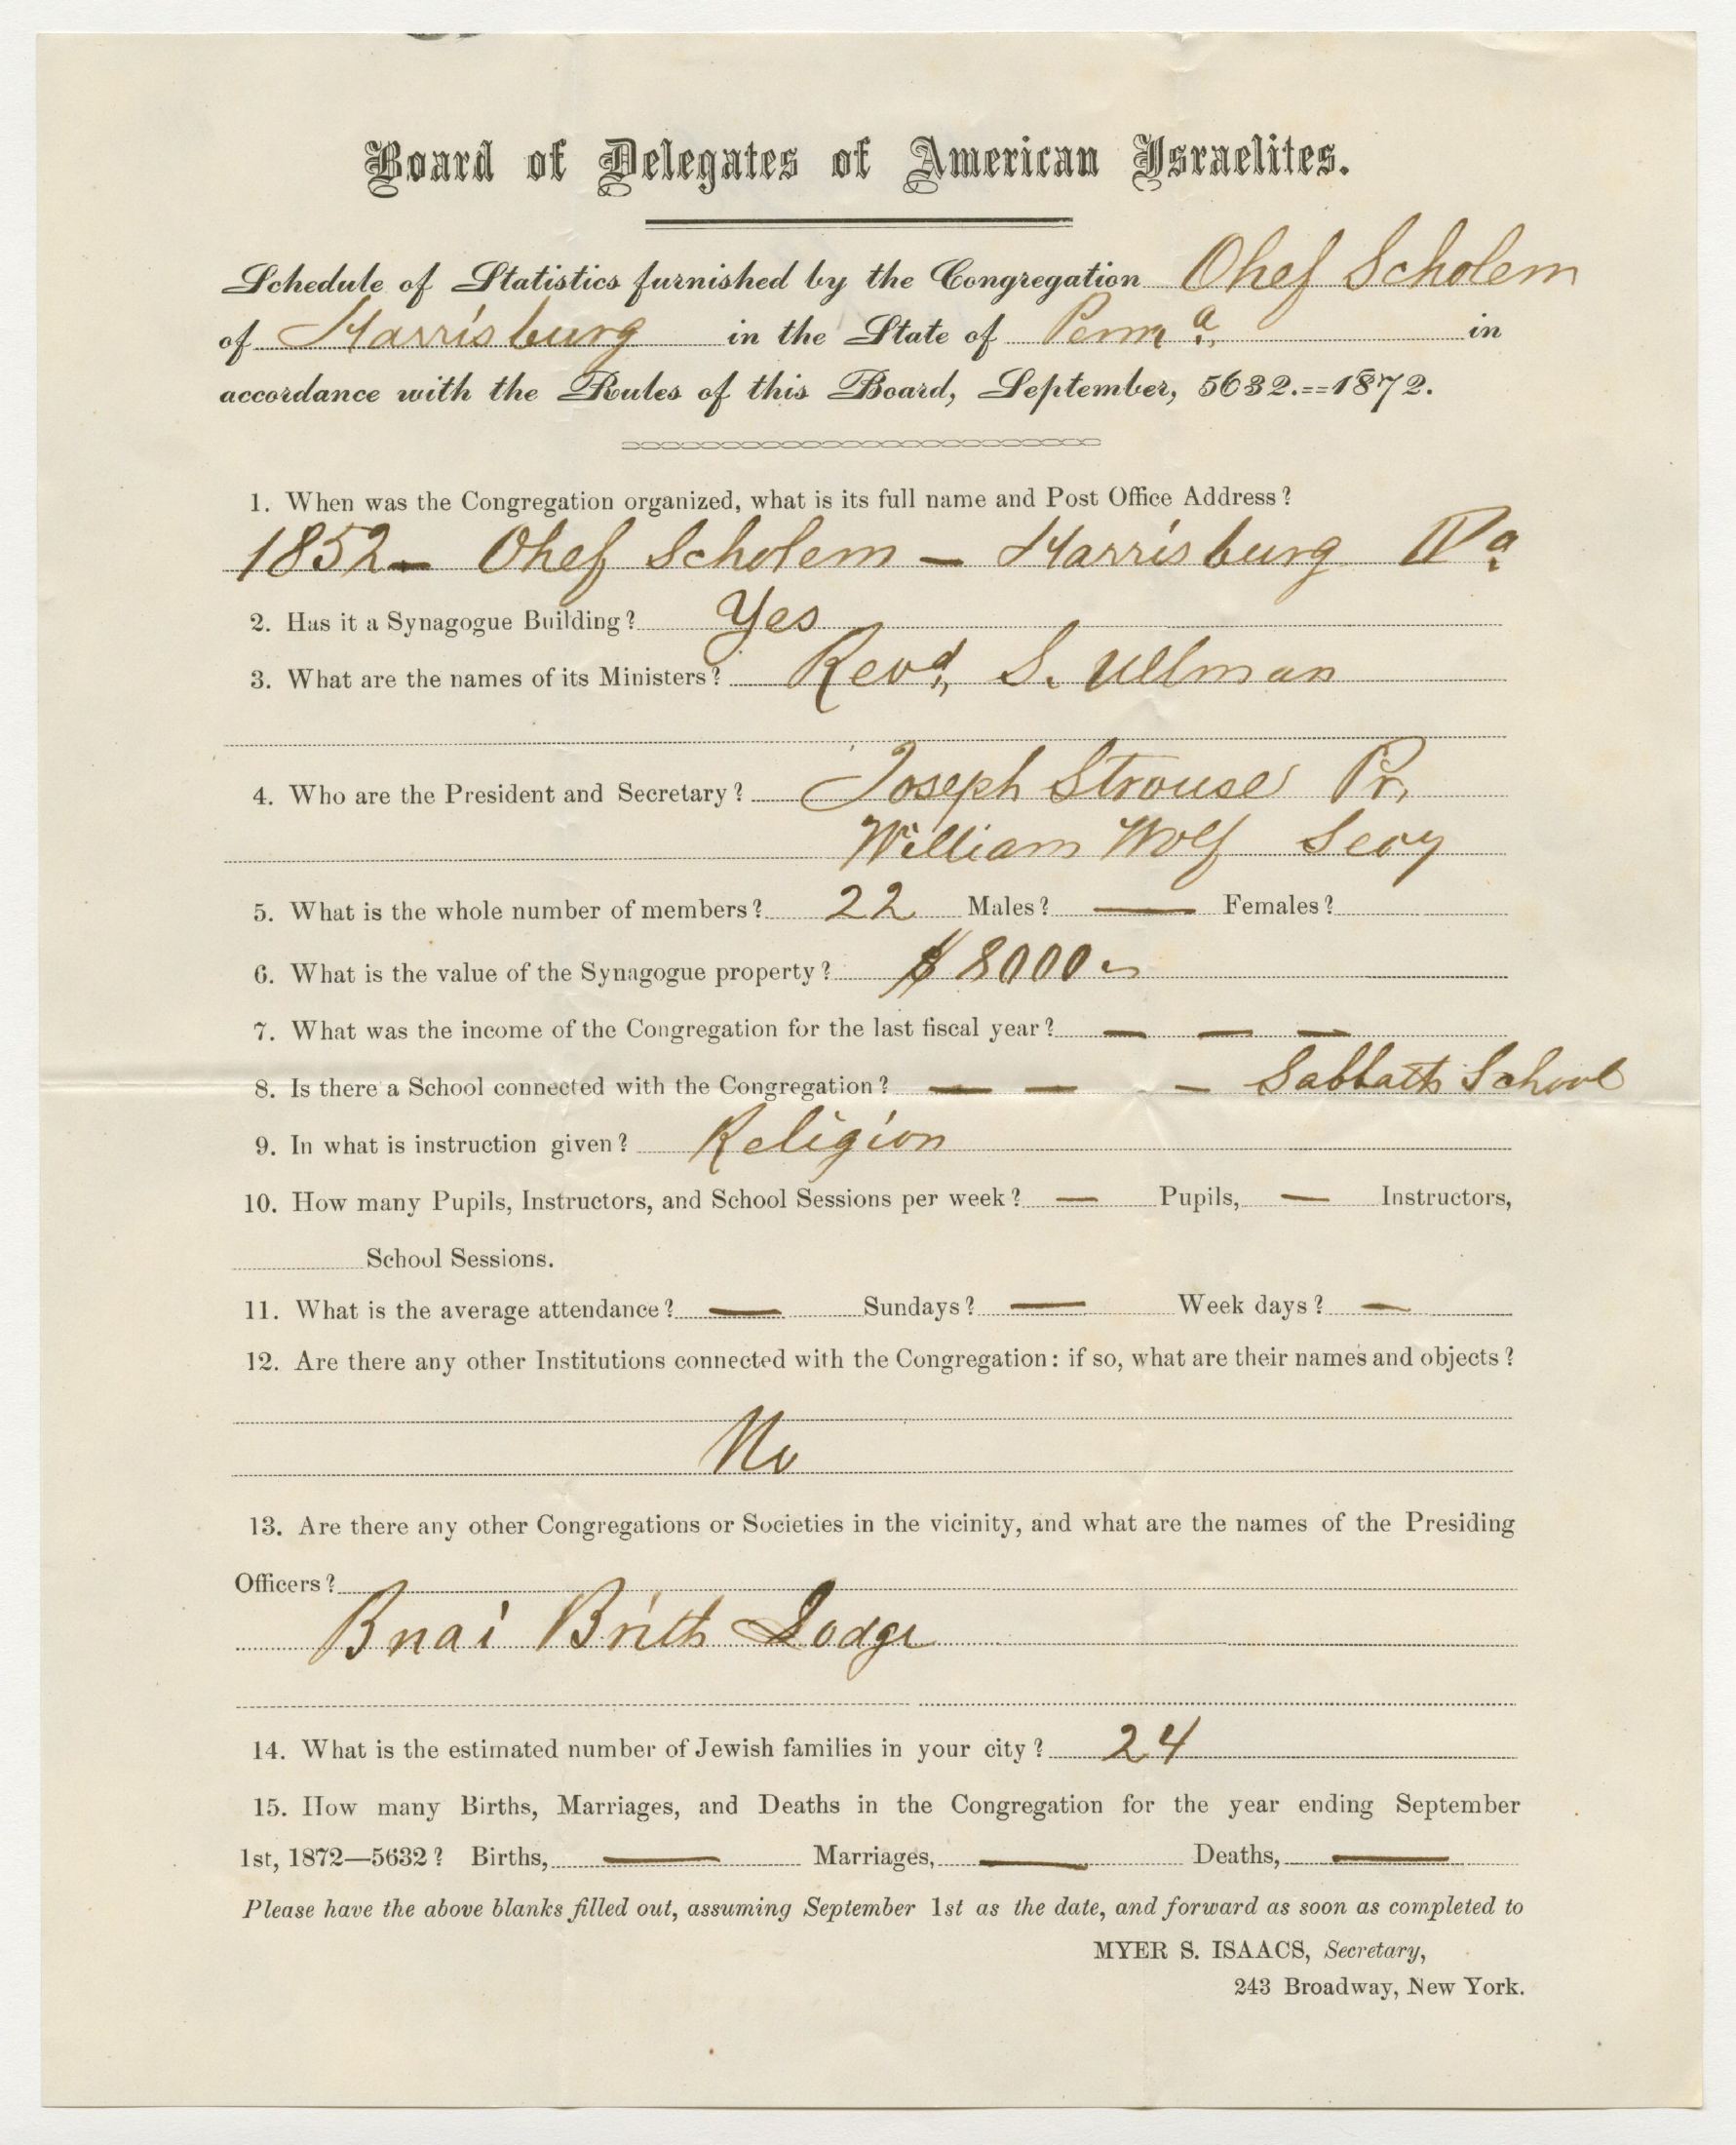 Board of Delegates of American Israelites.
Schedule of Statistics furnished by the Congregation Ohef Scholem
of Harrisburg in the State of Penna. in
accordance with the Rules of this Board, September, 5632.==1872.
1. When was the Congregation organized, what is its full name and Post Office Address?
1852 — Ohef Scholem — Harrisburg Pa.
2. Has it a Synagogue Building? Yes
3. What are the names of its Ministers? Revd. S. Ullman
4. Who are the President and Secretary? Joseph Strouse Pr.
William Wolf Secy
5. What is the whole number of members? 22 Males? — Females?
6. What is the value of the Synagogue property? $8000
7. What was the income of the Congregation for the last fiscal year? — — —
8. Is there a School connected with the Congregation? — — — Sabbath School
9. In what is instruction given? Religion
10. How many Pupils, Instructors, and School Sessions per week? — Pupils, — Instructors,
School Sessions.
11. What is the average attendance? — Sundays? — Week days? —
12. Are there any other Institutions connected with the Congregation: if so, what are their names and objects?
No
13. Are there any other Congregations or Societies in the vicinity, and what are the names of the Presiding
Officers?
Bnai Brith Lodge
14. What is the estimated number of Jewish families in your city? 24
15. How many Births, Marriages, and Deaths in the Congregation for the year ending September
1st, 1872—5632? Births, — Marriages, — Deaths, —
Please have the above blanks filled out, assuming September 1st as the date, and forward as soon as completed to
MYER S. ISAACS, Secretary,
243 Broadway, New York.